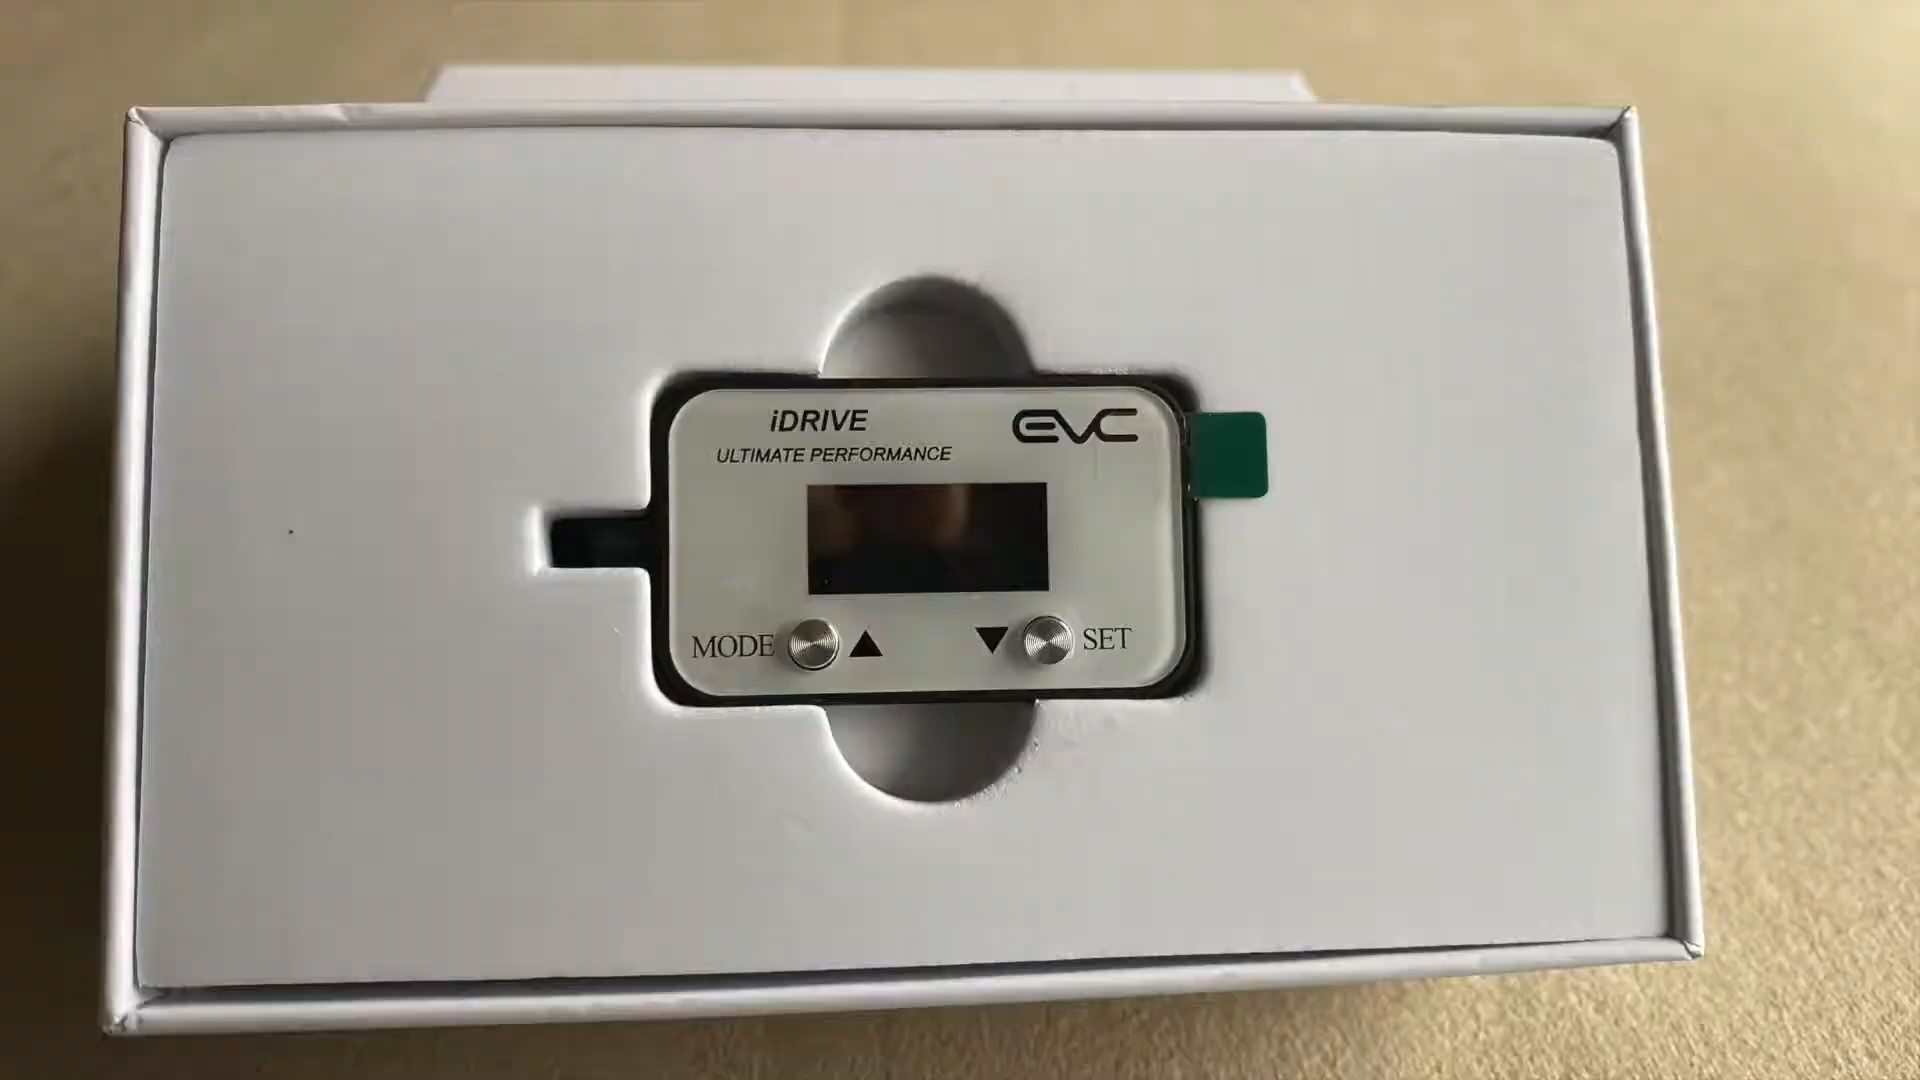 iDRIVE
EVC
ULTIMATE PERFORMANCE
MODE ▲ ▼ SET